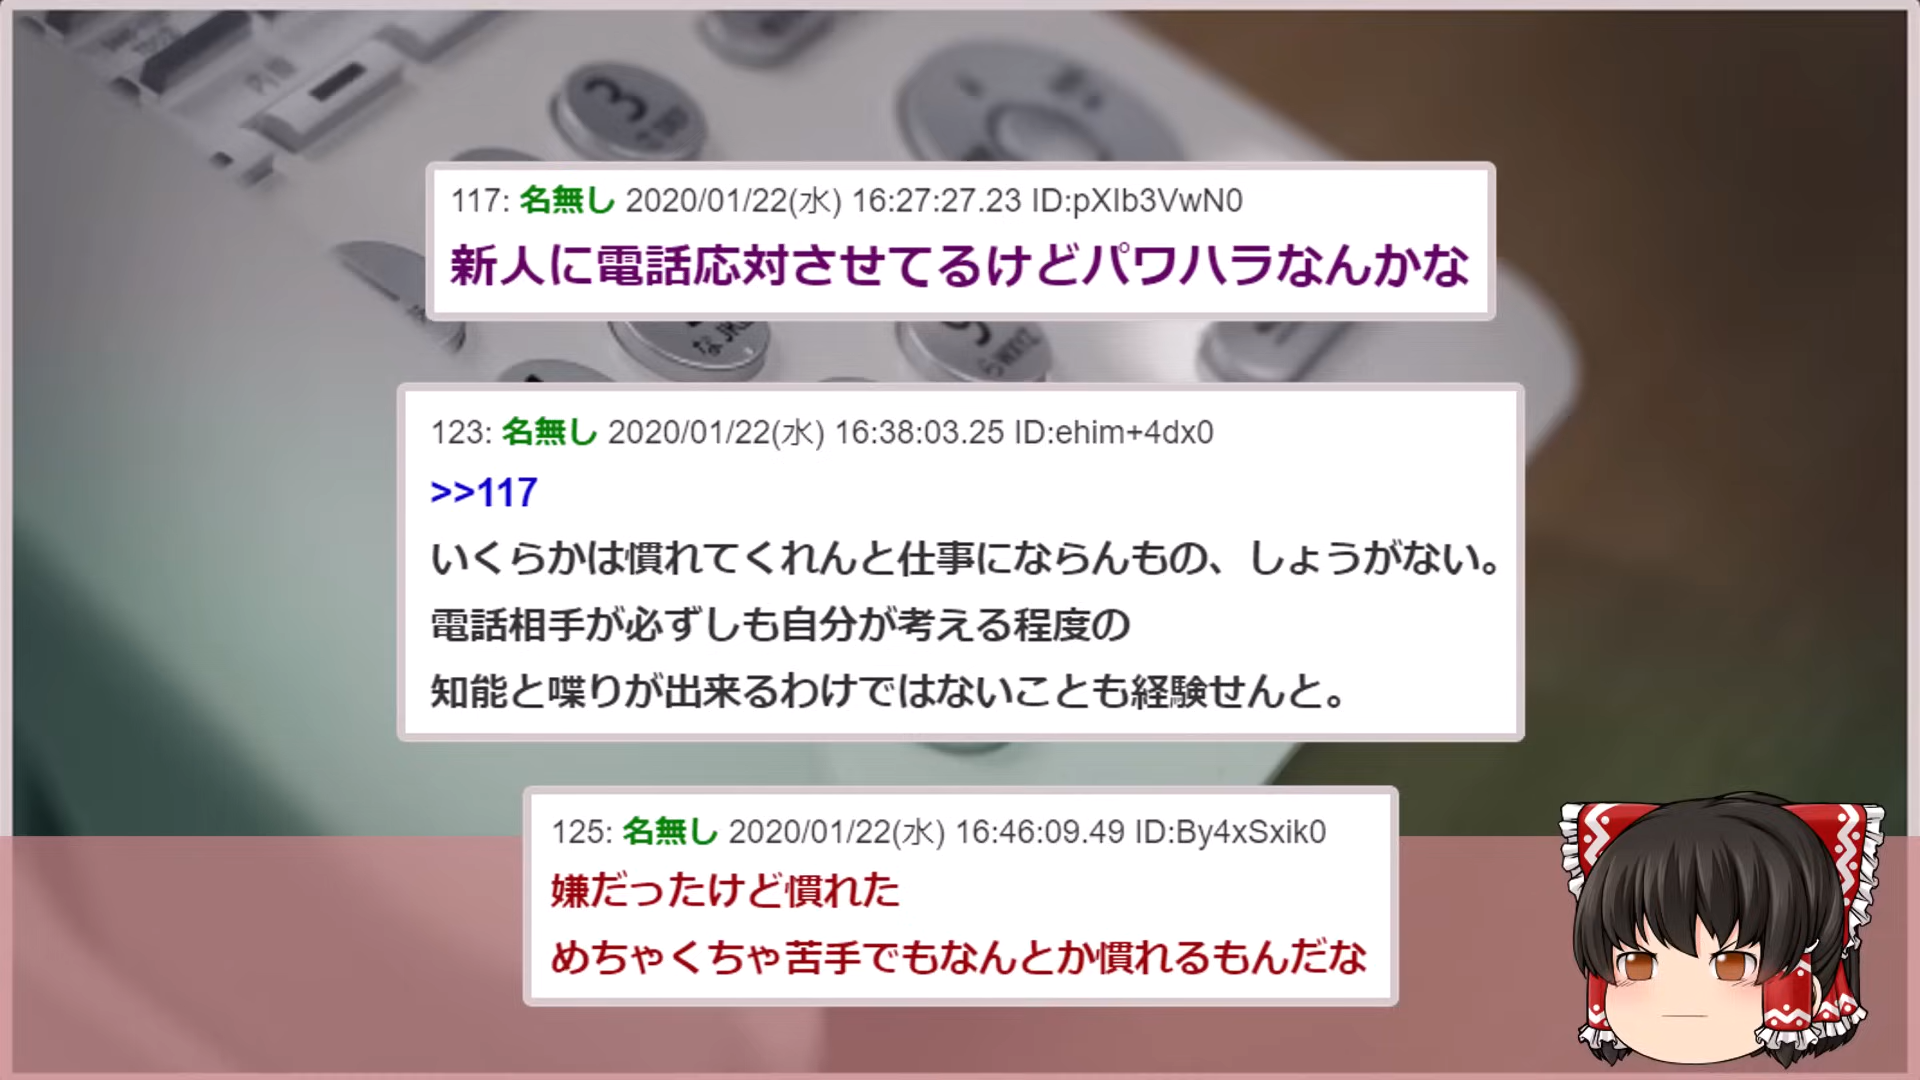 117: 名無し 2020/01/22(水) 16:27:27.23 ID:pXIb3VwN0
新人に電話応対させてるけどパワハラなんかな
123: 名無し 2020/01/22(水) 16:38:03.25 ID:ehim+4dx0
>>117
いくらかは慣れてくれんと仕事にならんもの、しょうがない。
電話相手が必ずしも自分が考える程度の
知能と喋りが出来るわけではないことも経験せんと。
125: 名無し 2020/01/22(水) 16:46:09.49 ID:By4xSxik0
嫌だったけど慣れた
めちゃくちゃ苦手でもなんとか慣れるもんだな